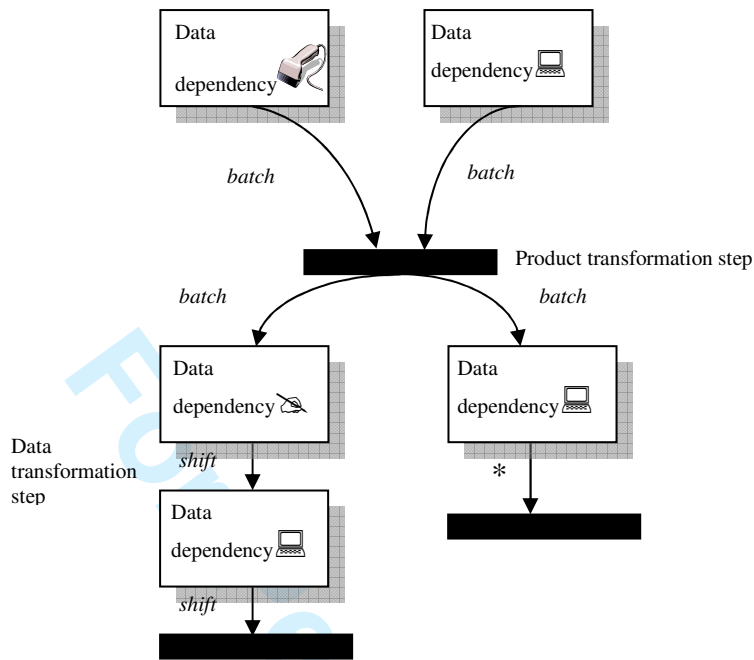 Data
dependency
Data
dependency
batch
batch
Product transformation step
batch
batch
Data
dependency
Data
dependency
Data
transformation
step
shift
*
Data
dependency
shift